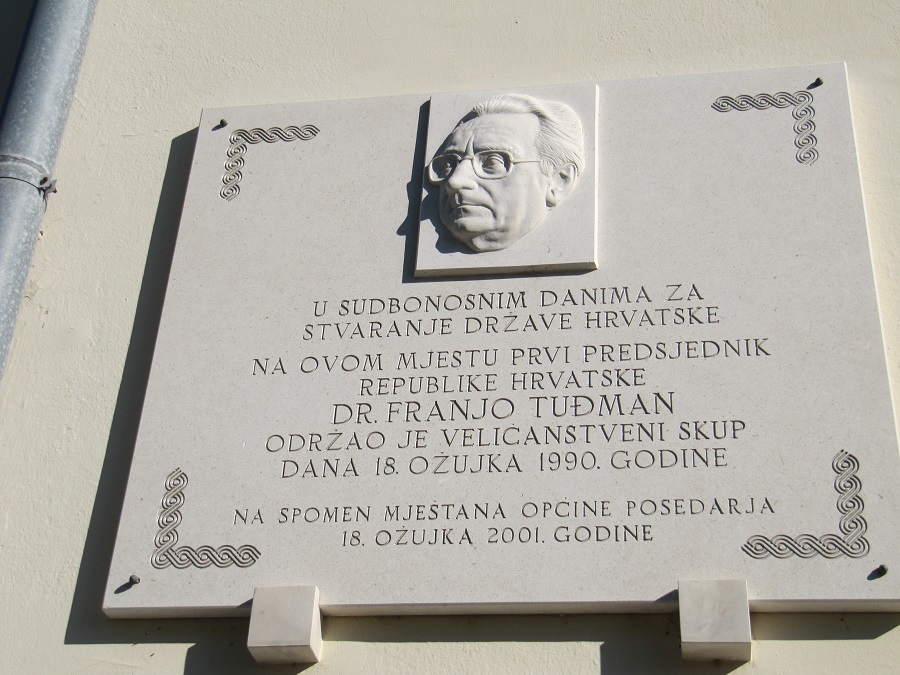 U SUDBONOSNIM DANIMA ZA
STVARANJE DRŽAVE HRVATSKE
NA OVOM MJESTU PRVI PREDSJEDNIK
REPUBLIKE HRVATSKE
DR. FRANJO TUĐMAN
ODRŽAO JE VELIČANSTVENI SKUP
DANA 18. OŽUJKA 1990. GODINE
NA SPOMEN MJEŠTANA OPĆINE POSEDARJA
18. OŽUJKA 2001. GODINE